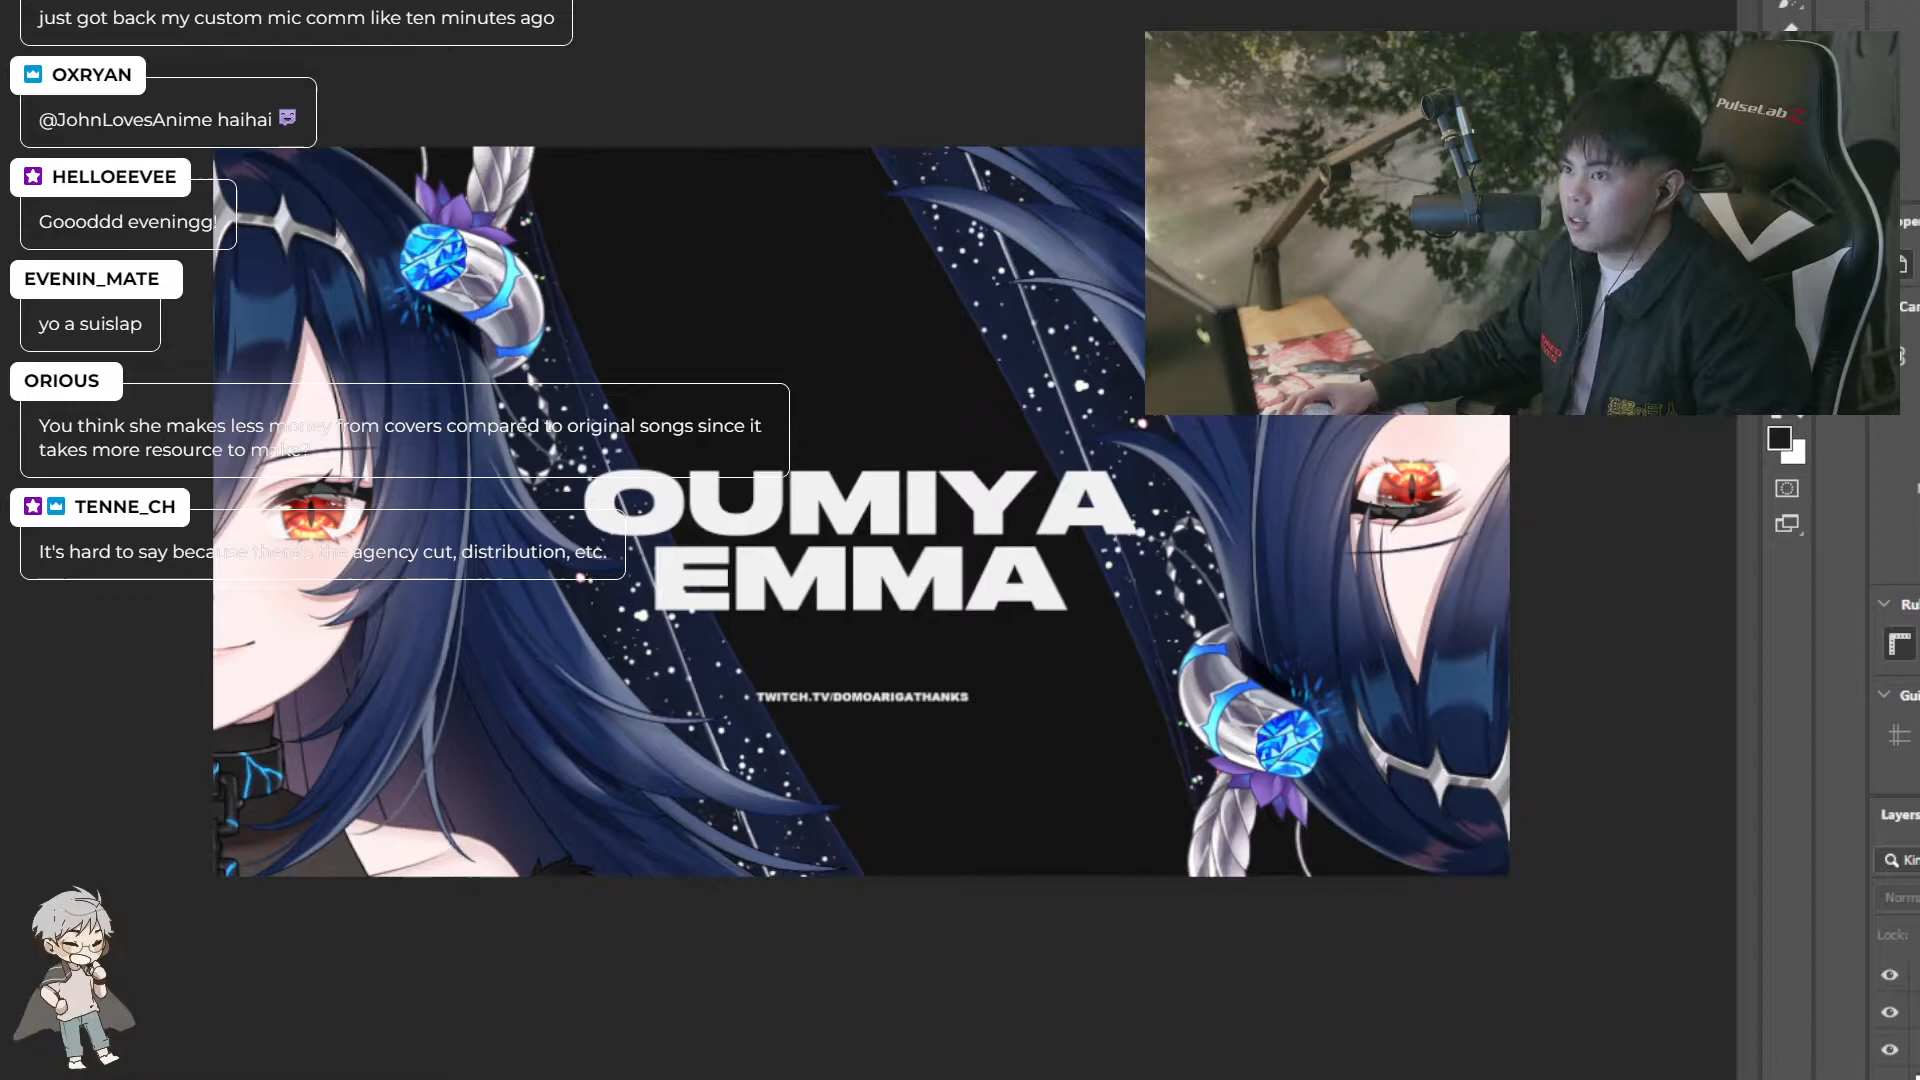 just got back my custom mic comm like ten minutes ago
OXRYAN
@JohnLovesAnime haihai
HELLOEEVEE
Goooddd eveningg!
EVENIN_MATE
yo a suislap
ORIOUS
You think she makes less money from covers compared to original songs since it
takes more resource to make?
TENNE_CH
It's hard to say because there's the agency cut, distribution, etc.
OUMIYA
EMMA
TWITCH.TV/DOMOARIGATHANKS
PulseLabZ
Layers
Lock: